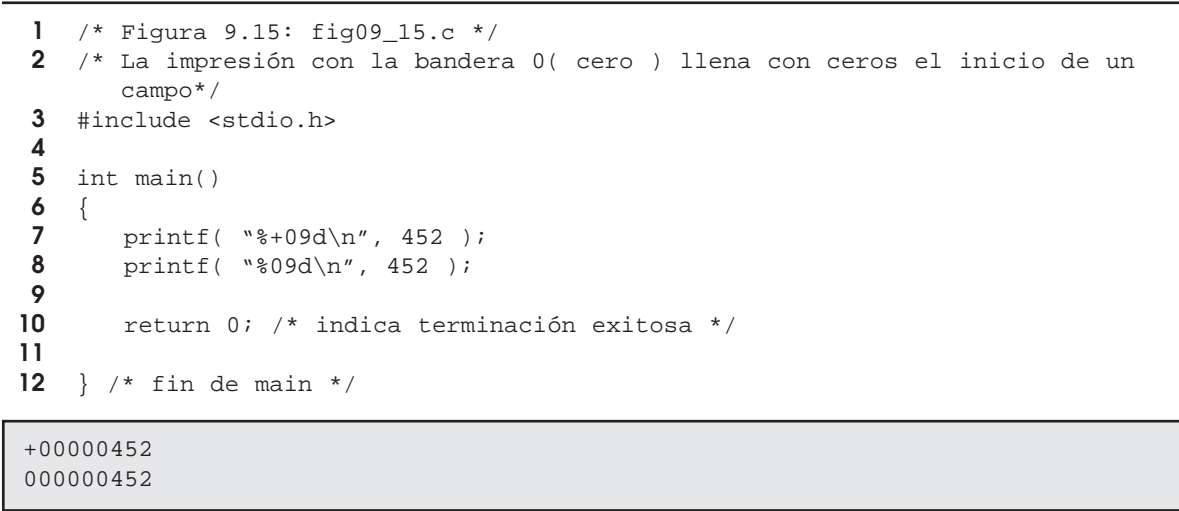 1 /* Figura 9.15: fig09_15.c */
2 /* La impresión con la bandera 0( cero ) llena con ceros el inicio de un
campo*/
3 #include <stdio.h>
4
5 int main()
6 {
7 printf( “%+09d\n”, 452 );
8 printf( “%09d\n”, 452 );
9
10 return 0; /* indica terminación exitosa */
11
12 } /* fin de main */
+00000452
000000452